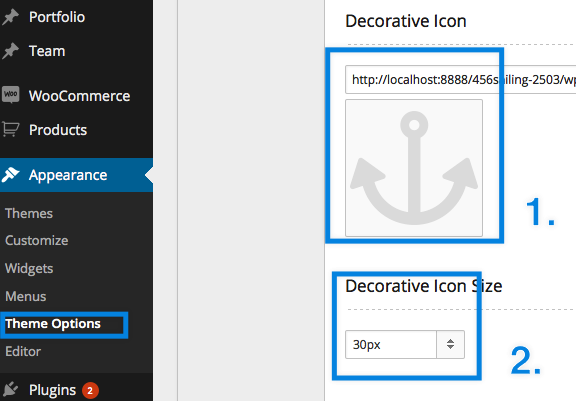 Portfolio
Team
WOO
WooCommerce
Products
Appearance
Themes
Customize
Widgets
Menus
Theme Options
Editor
Plugins 2
Decorative Icon
http://localhost:8888/456sailing-2503/wp
1.
Decorative Icon Size
30px
2.